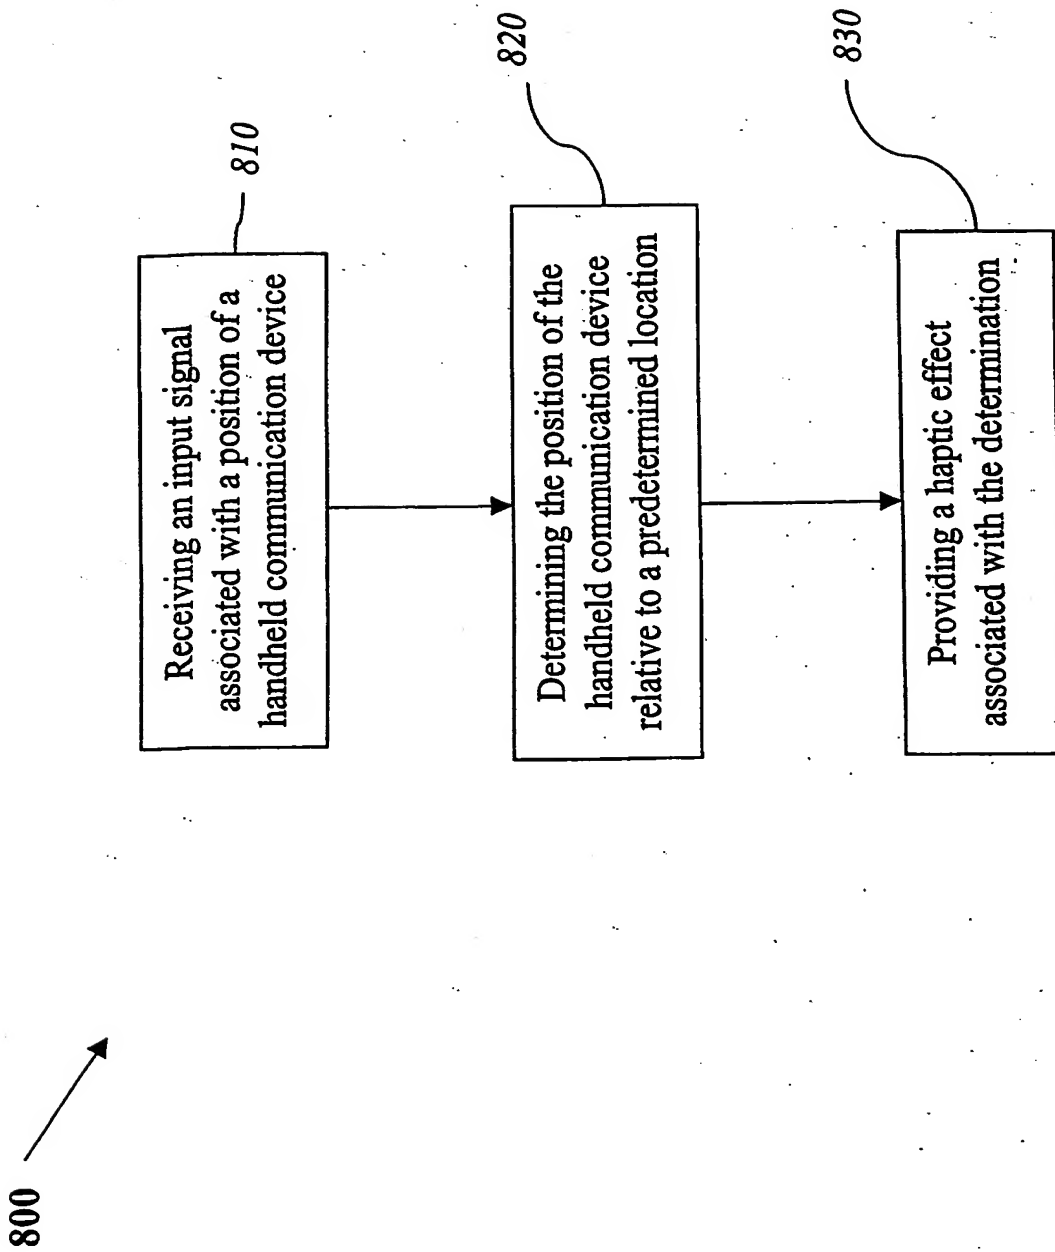 800
Receiving an input signal
associated with a position of a
handheld communication device
810
Determining the position of the
handheld communication device
relative to a predetermined location
820
Providing a haptic effect
associated with the determination
830